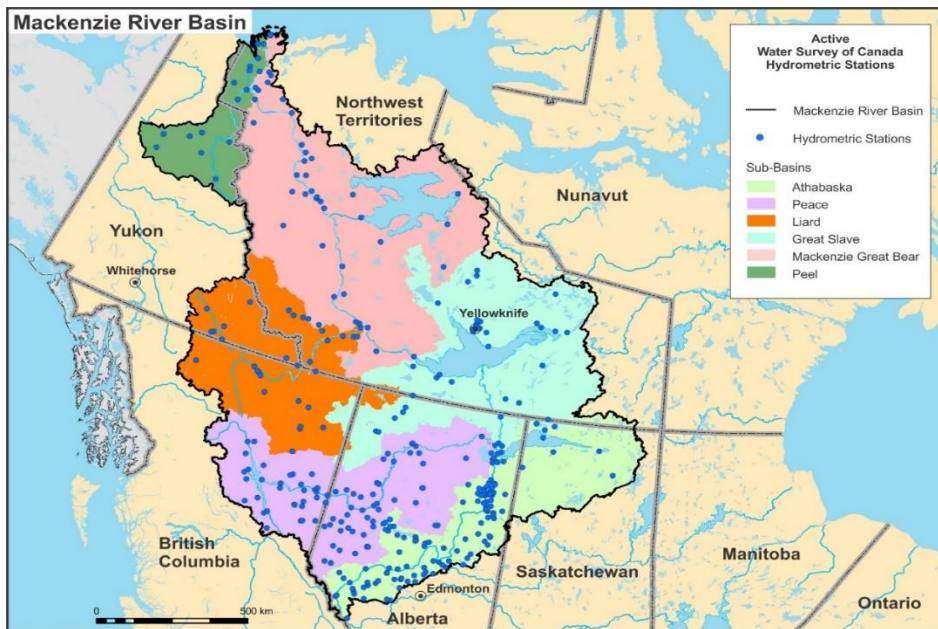 Mackenzie River Basin
Active
Water Survey of Canada
Hydrometric Stations
Mackenzie River Basin
Hydrometric Stations
Sub-Basins
Athabaska
Peace
Liard
Great Slave
Mackenzie Great Bear
Peel
Northwest
Territories
Nunavut
Yukon
Whitehorse
Yellowknife
British
Columbia
Edmonton
Alberta
Saskatchewan
Manitoba
Ontario
0 500 km